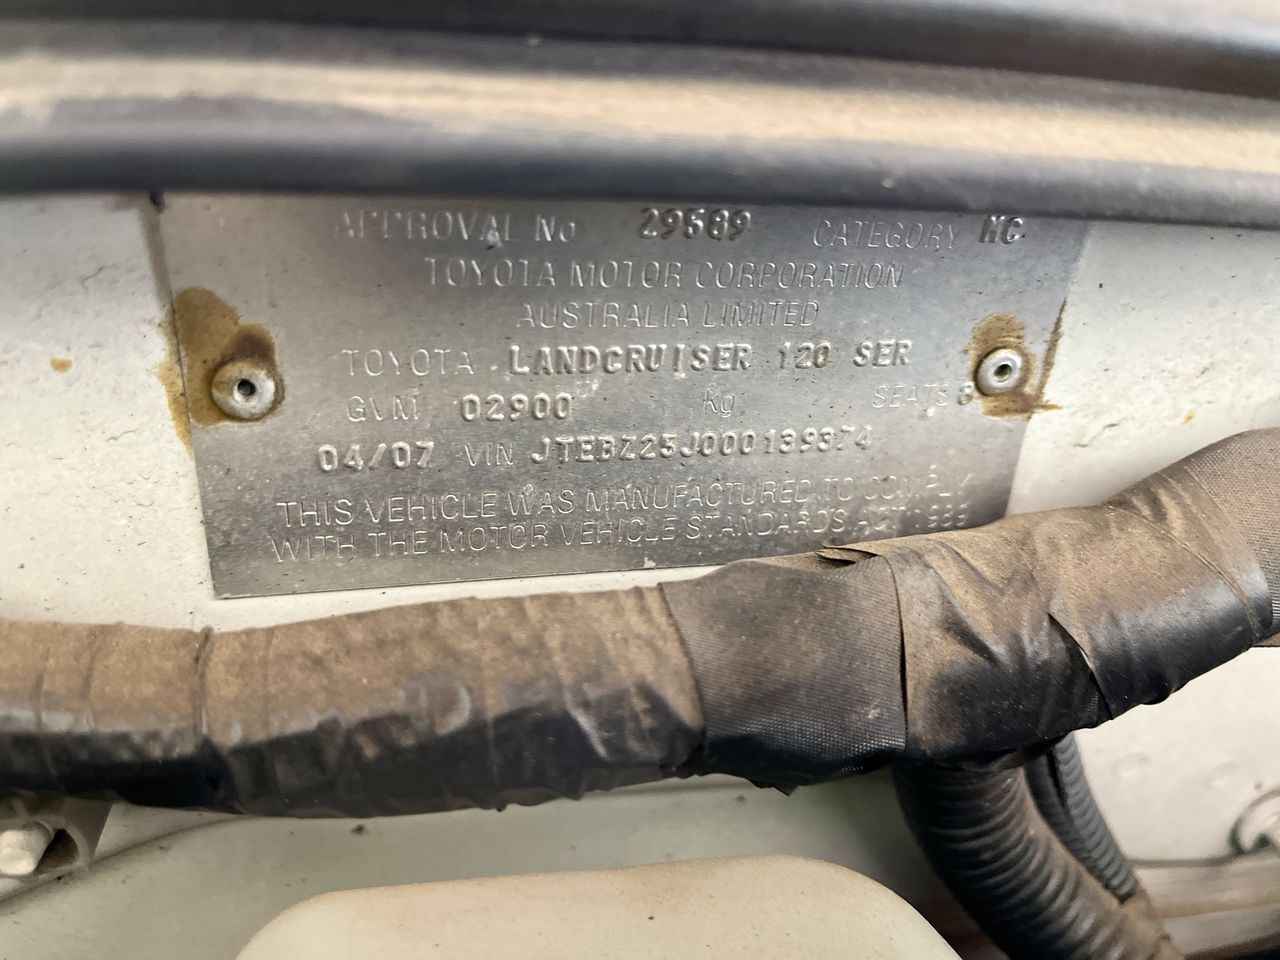 APPROVAL No 29589 CATEGORY MC
TOYOTA MOTOR CORPORATION
AUSTRALIA LIMITED
TOYOTA LANDCRUISER 120 SER
GVM 02900 Kg SEATS 8
04/07 VIN JTEBZ25J000139374
THIS VEHICLE WAS MANUFACTURED TO COMPLY
WITH THE MOTOR VEHICLE STANDARDS ACT 1989